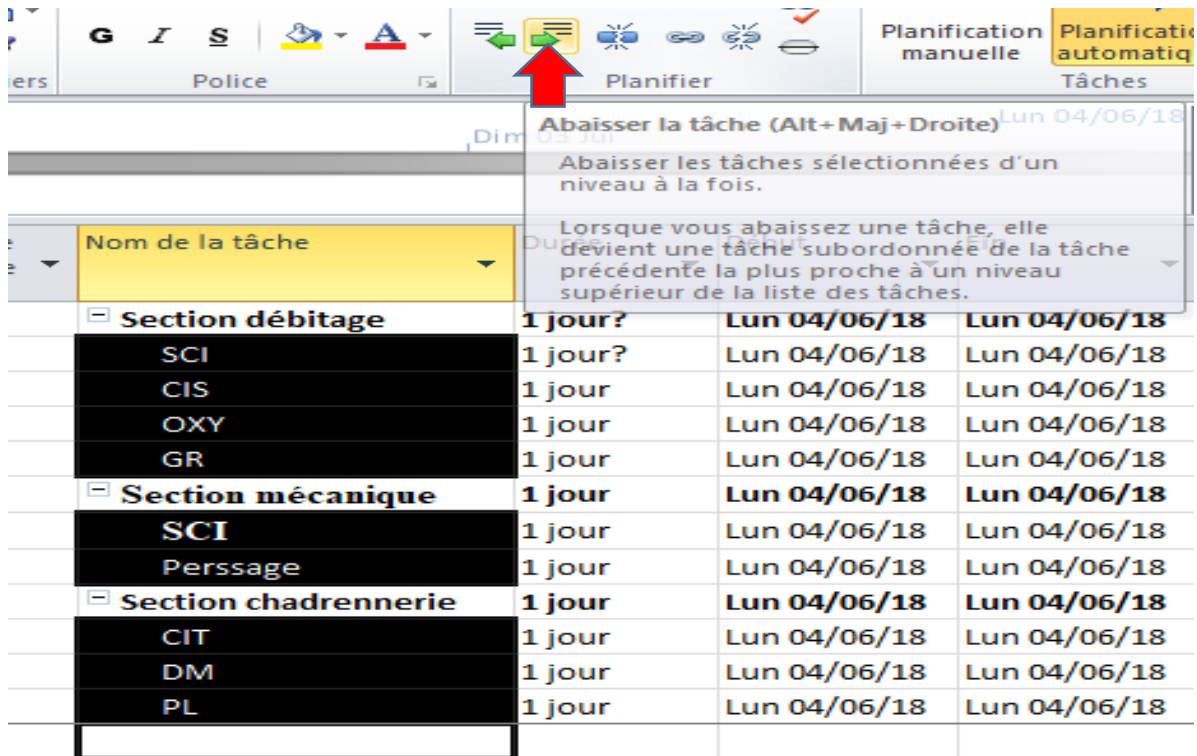 G I S A
Planification manuelle
Planificatio automatiq
iers Police Planifier Tâches
Lun 04/06/18
Dim 03 Jul
Abaisser la tâche (Alt+Maj+Droite)
Abaisser les tâches sélectionnées d'un
niveau à la fois.
Lorsque vous abaissez une tâche, elle
devient une tâche subordonnée de la tâche
précédente la plus proche à un niveau
supérieur de la liste des tâches.
Nom de la tâche Durée Début Fin
Section débitage 1 jour? Lun 04/06/18 Lun 04/06/18
SCI 1 jour? Lun 04/06/18 Lun 04/06/18
CIS 1 jour Lun 04/06/18 Lun 04/06/18
OXY 1 jour Lun 04/06/18 Lun 04/06/18
GR 1 jour Lun 04/06/18 Lun 04/06/18
Section mécanique 1 jour Lun 04/06/18 Lun 04/06/18
SCI 1 jour Lun 04/06/18 Lun 04/06/18
Perssage 1 jour Lun 04/06/18 Lun 04/06/18
Section chadrennerie 1 jour Lun 04/06/18 Lun 04/06/18
CIT 1 jour Lun 04/06/18 Lun 04/06/18
DM 1 jour Lun 04/06/18 Lun 04/06/18
PL 1 jour Lun 04/06/18 Lun 04/06/18